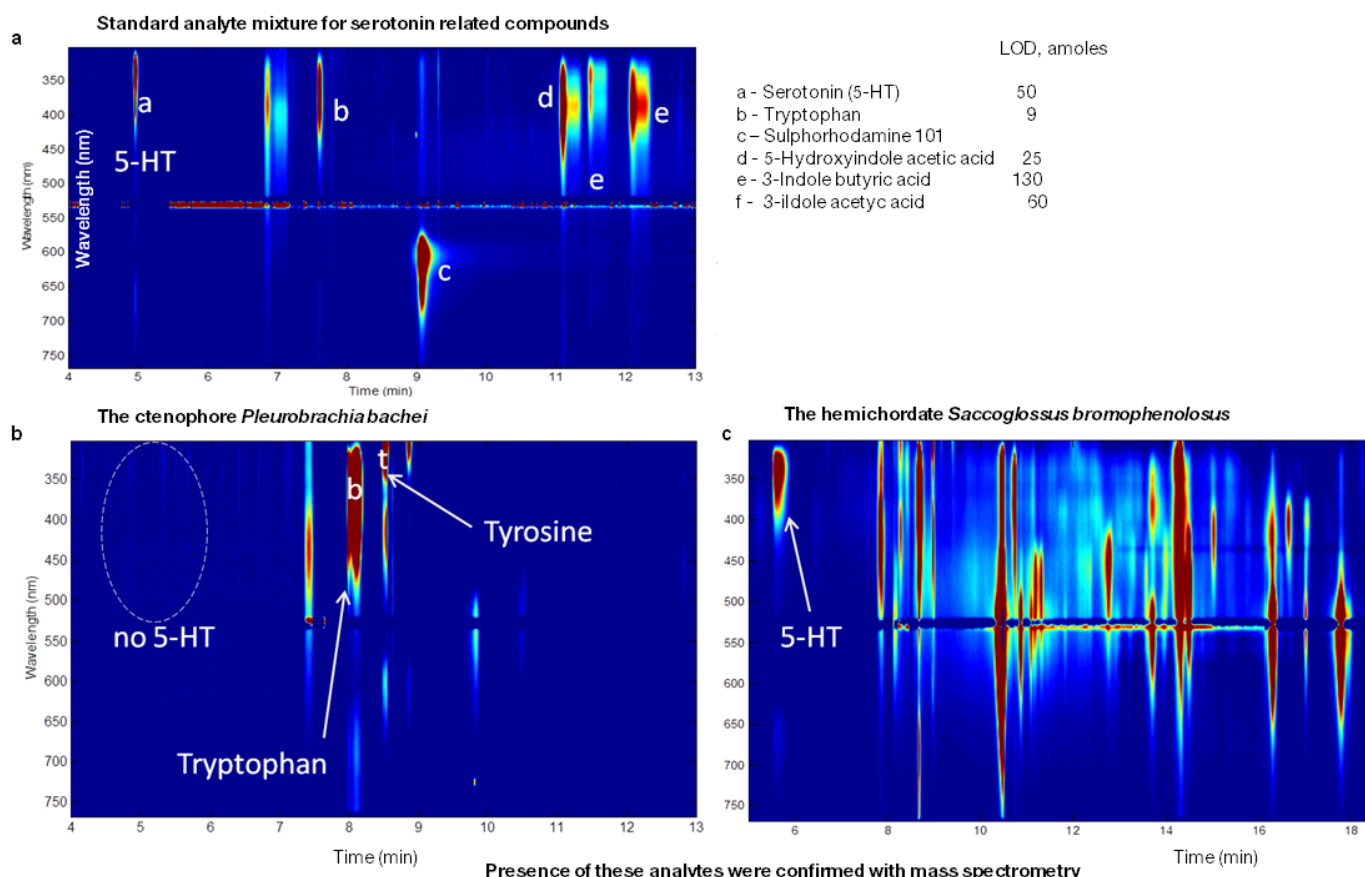 Standard analyte mixture for serotonin related compounds
a
350
400
450
500
550
600
650
700
750
Wavelength (nm)
Wavelength (nm)
a
5-HT
b
c
d
e
e
4 5 6 7 8 9 10 11 12 13
Time (min)
LOD, amoles
a - Serotonin (5-HT) 50
b - Tryptophan 9
c – Sulphorhodamine 101
d - 5-Hydroxyindole acetic acid 25
e - 3-Indole butyric acid 130
f - 3-ildole acetyc acid 60
The ctenophore Pleurobrachia bachei
b
350
400
450
500
550
600
650
700
750
Wavelength (nm)
no 5-HT
b
t
Tyrosine
Tryptophan
4 5 6 7 8 9 10 11 12 13
Time (min)
The hemichordate Saccoglossus bromophenolosus
c
350
400
450
500
550
600
650
700
750
5-HT
6 8 10 12 14 16 18
Time (min)
Presence of these analytes were confirmed with mass spectrometry